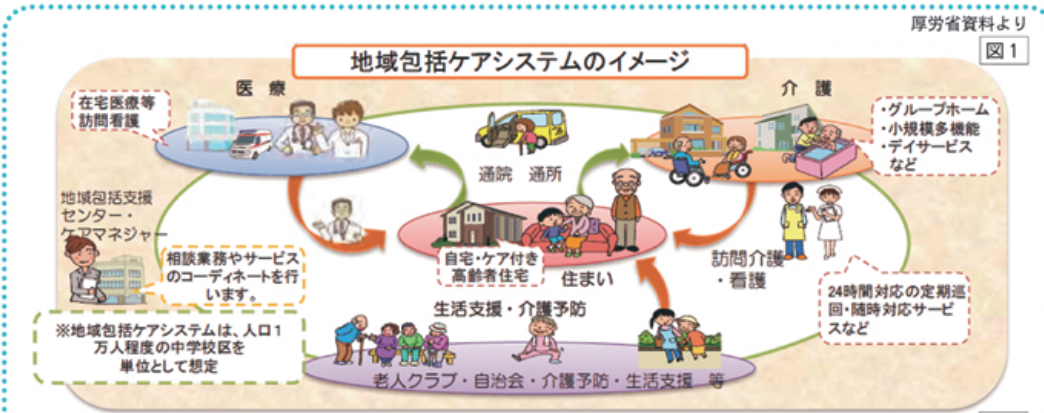 厚労省資料より
図1
地域包括ケアシステムのイメージ
医療
介護
在宅医療等
訪問看護
・グループホーム
・小規模多機能
・デイサービス
など
通院 通所
地域包括支援
センター・
ケアマネジャー
相談業務やサービス
のコーディネートを行
います。
自宅・ケア付き
高齢者住宅
住まい
訪問介護
・看護
24時間対応の定期巡
回・随時対応サービ
スなど
生活支援・介護予防
※地域包括ケアシステムは、人口1
万人程度の中学校区を
単位として想定
老人クラブ・自治会・介護予防・生活支援 等